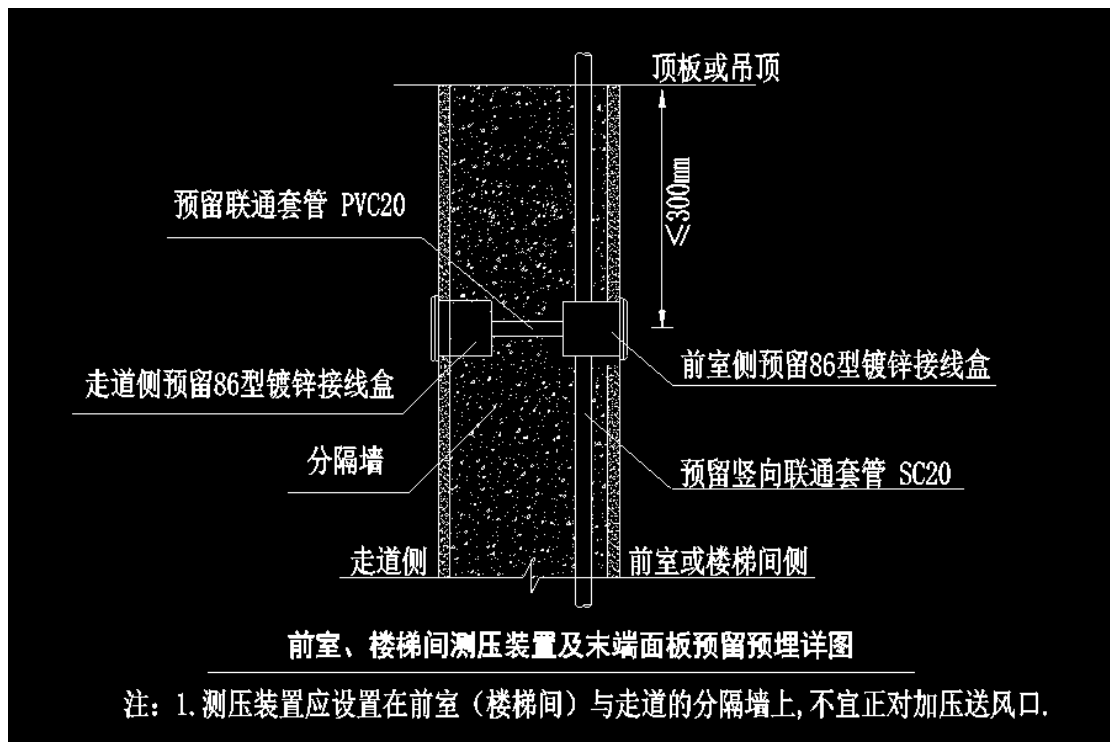 顶板或吊顶
≤300mm
预留联通套管 PVC20
前室侧预留86型镀锌接线盒
走道侧预留86型镀锌接线盒
分隔墙
预留竖向联通套管 SC20
走道侧
前室或楼梯间侧
前室、楼梯间测压装置及末端面板预留预埋详图
注：1.测压装置应设置在前室（楼梯间）与走道的分隔墙上,不宜正对加压送风口.